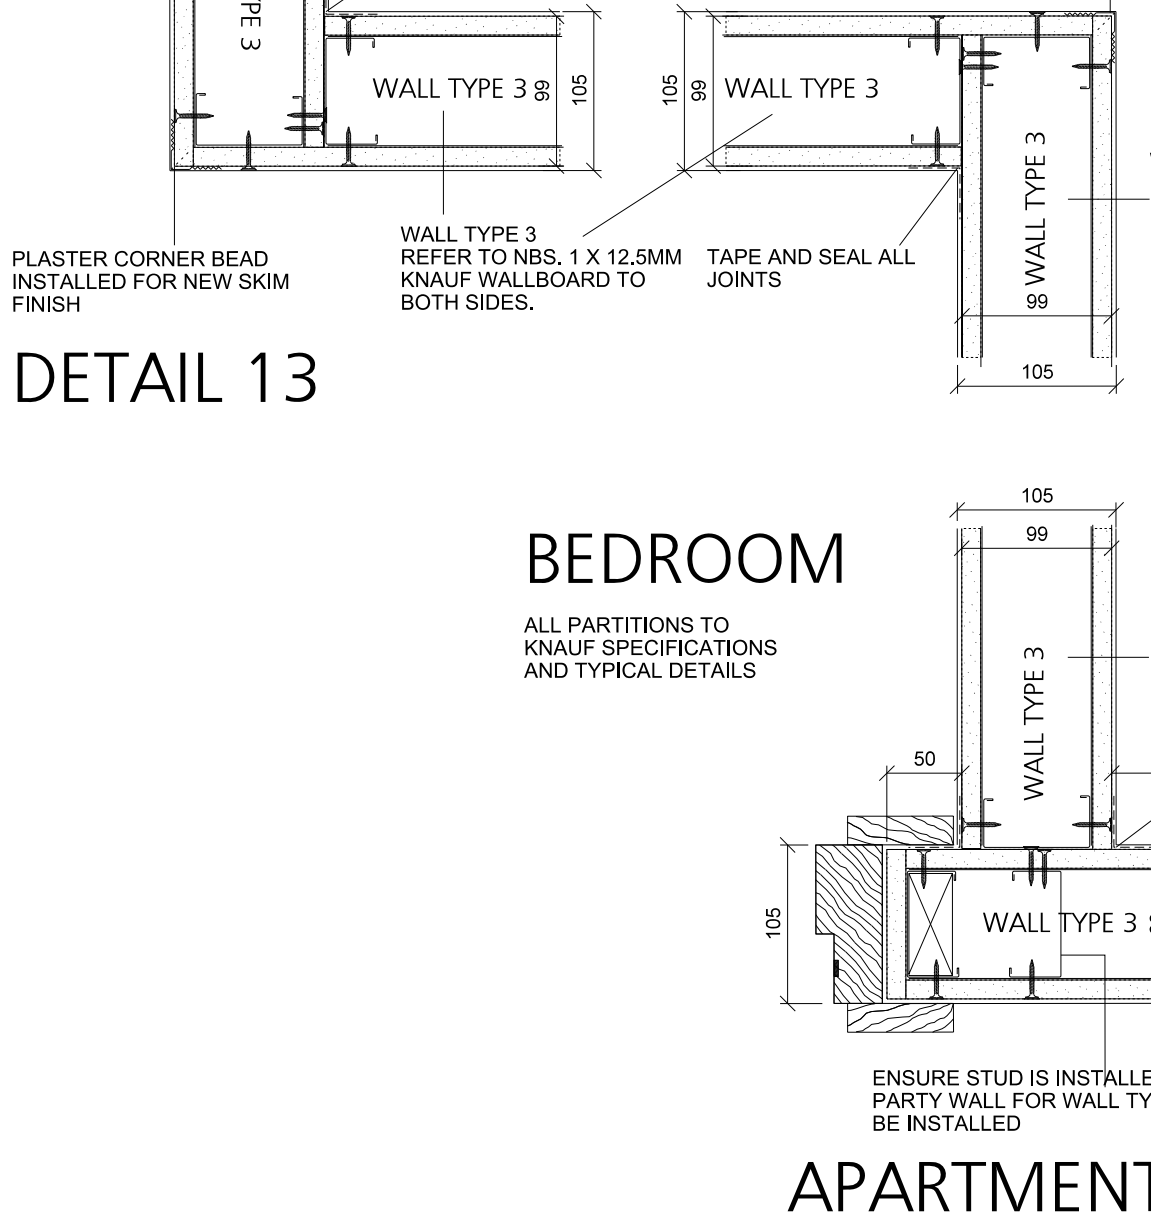 TYPE 3
WALL TYPE 3
99
105
105
99
WALL TYPE 3
WALL TYPE 3
99
105
PLASTER CORNER BEAD
INSTALLED FOR NEW SKIM
FINISH
WALL TYPE 3
REFER TO NBS. 1 X 12.5MM
KNAUF WALLBOARD TO
BOTH SIDES.
TAPE AND SEAL ALL
JOINTS
DETAIL 13
105
99
BEDROOM
ALL PARTITIONS TO
KNAUF SPECIFICATIONS
AND TYPICAL DETAILS
WALL TYPE 3
50
105
WALL TYPE 3
ENSURE STUD IS INSTALLE
PARTY WALL FOR WALL TY
BE INSTALLED
APARTMENT